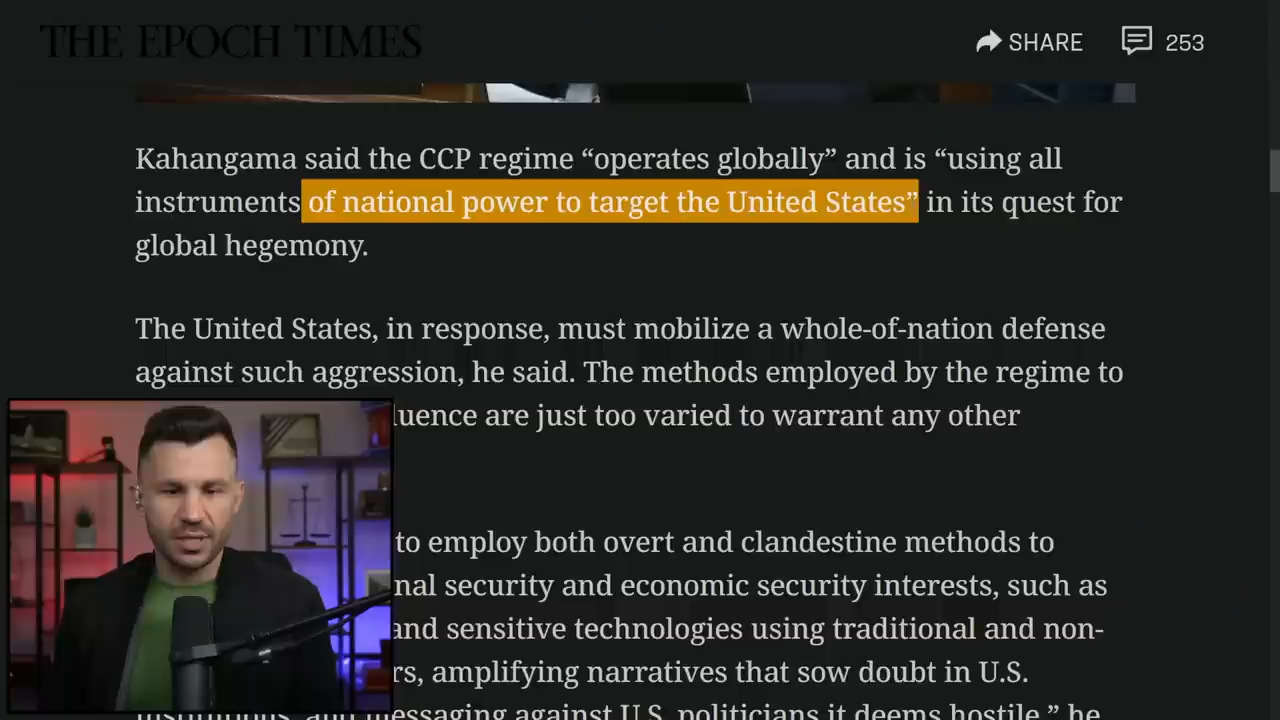 THE EPOCH TIMES
SHARE
253
Kahangama said the CCP regime “operates globally” and is “using all
instruments of national power to target the United States” in its quest for
global hegemony.
The United States, in response, must mobilize a whole-of-nation defense
against such aggression, he said. The methods employed by the regime to
luence are just too varied to warrant any other
to employ both overt and clandestine methods to
nal security and economic security interests, such as
and sensitive technologies using traditional and non-
rs, amplifying narratives that sow doubt in U.S.
institutions, and messaging against U.S. politicians it deems hostile,” he